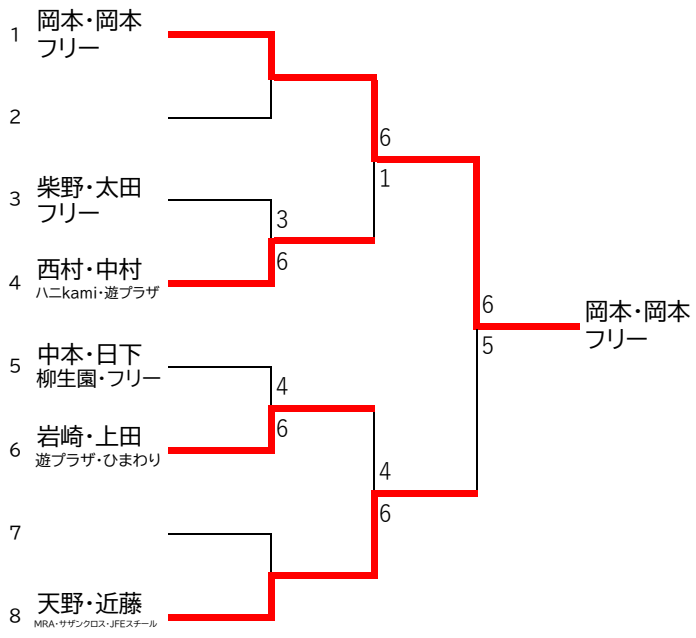 1
岡本・岡本
フリー
2
3
柴野・太田
フリー
4
西村・中村
ハニkami・遊プラザ
5
中本・日下
柳生園・フリー
6
岩崎・上田
遊プラザ・ひまわり
7
8
天野・近藤
MRA・サザンクロス・JFEスチール
3
6
4
6
6
1
4
6
6
5
岡本・岡本
フリー